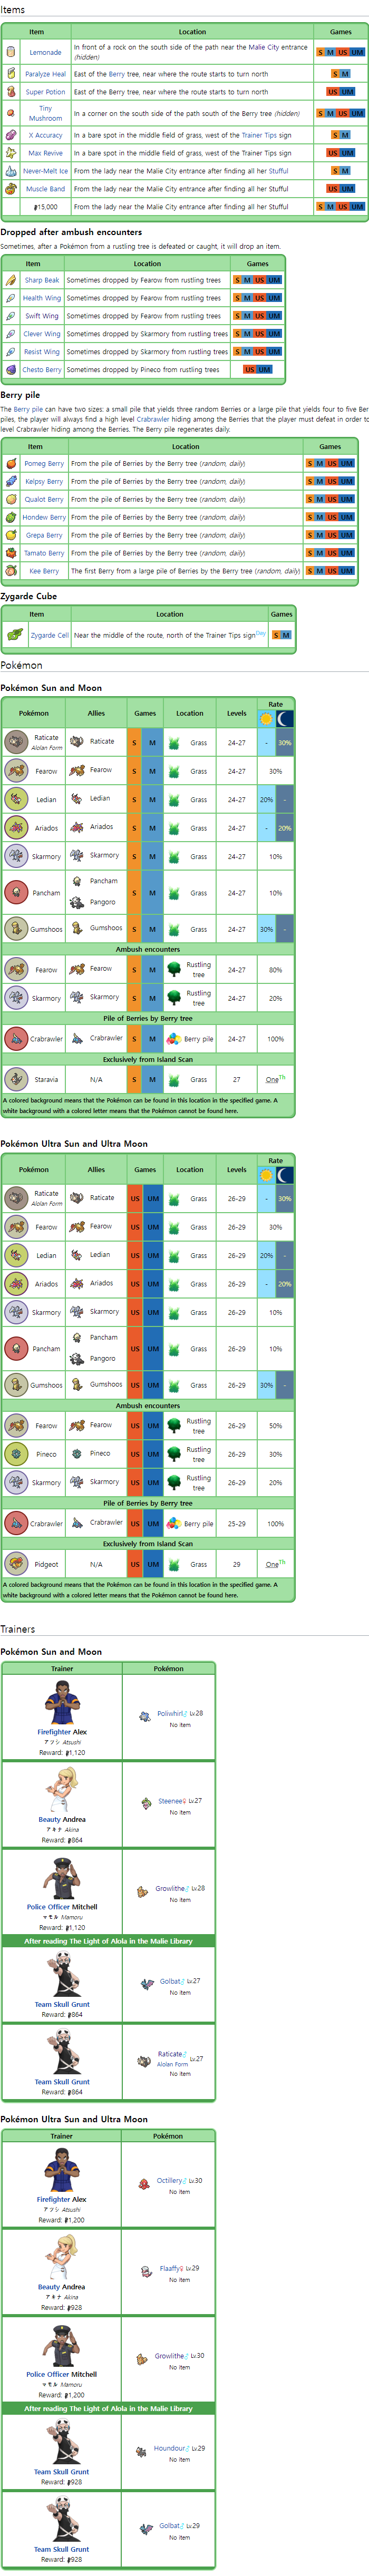 Items
Item Location Games
Lemonade In front of a rock on the south side of the path near the Malie City entrance S M US UM
(hidden)
Paralyze Heal East of the Berry tree, near where the route starts to turn north S M
Super Potion East of the Berry tree, near where the route starts to turn north US UM
Tiny
Mushroom In a corner on the south side of the path south of the Berry tree (hidden) S M US UM
X Accuracy In a bare spot in the middle field of grass, west of the Trainer Tips sign S M
Max Revive In a bare spot in the middle field of grass, west of the Trainer Tips sign US UM
Never-Melt Ice From the lady near the Malie City entrance after finding all her Stufful S M
Muscle Band From the lady near the Malie City entrance after finding all her Stufful US UM
15,000 From the lady near the Malie City entrance after finding all her Stufful S M US UM
Dropped after ambush encounters
Sometimes, after a Pokémon from a rustling tree is defeated or caught, it will drop an item.
Item Location Games
Sharp Beak Sometimes dropped by Fearow from rustling trees S M US UM
Health Wing Sometimes dropped by Fearow from rustling trees S M US UM
Swift Wing Sometimes dropped by Fearow from rustling trees S M US UM
Clever Wing Sometimes dropped by Skarmory from rustling trees S M US UM
Resist Wing Sometimes dropped by Skarmory from rustling trees S M US UM
Chesto Berry Sometimes dropped by Pineco from rustling trees US UM
Berry pile
The Berry pile can have two sizes: a small pile that yields three random Berries or a large pile that yields four to five Ber
piles, the player will always find a high level Crabrawler hiding among the Berries that the player must defeat in order to
level Crabrawler hiding among the Berries. The Berry pile regenerates daily.
Item Location Games
Pomeg Berry From the pile of Berries by the Berry tree (random, daily) S M US UM
Kelpsy Berry From the pile of Berries by the Berry tree (random, daily) S M US UM
Qualot Berry From the pile of Berries by the Berry tree (random, daily) S M US UM
Hondew Berry From the pile of Berries by the Berry tree (random, daily) S M US UM
Grepa Berry From the pile of Berries by the Berry tree (random, daily) S M US UM
Tamato Berry From the pile of Berries by the Berry tree (random, daily) S M US UM
Kee Berry The first Berry from a large pile of Berries by the Berry tree (random, daily) S M US UM
Zygarde Cube
Item Location Games
Zygarde Cell Near the middle of the route, north of the Trainer Tips sign Day S M
Pokémon
Pokémon Sun and Moon
Pokémon Allies Games Location Levels Rate
Raticate
Alolan Form Raticate S M Grass 24-27 - 30%
Fearow Fearow S M Grass 24-27 30%
Ledian Ledian S M Grass 24-27 20% -
Ariados Ariados S M Grass 24-27 - 20%
Skarmory Skarmory S M Grass 24-27 10%
Pancham Pancham
Pangoro S M Grass 24-27 10%
Gumshoos Gumshoos S M Grass 24-27 30% -
Ambush encounters
Fearow Fearow S M Rustling
tree 24-27 80%
Skarmory Skarmory S M Rustling
tree 24-27 20%
Pile of Berries by Berry tree
Crabrawler Crabrawler S M Berry pile 24-27 100%
Exclusively from Island Scan
Staravia N/A S M Grass 27 One Th
A colored background means that the Pokémon can be found in this location in the specified game. A
white background with a colored letter means that the Pokémon cannot be found here.
Pokémon Ultra Sun and Ultra Moon
Pokémon Allies Games Location Levels Rate
Raticate
Alolan Form Raticate US UM Grass 26-29 - 30%
Fearow Fearow US UM Grass 26-29 30%
Ledian Ledian US UM Grass 26-29 20% -
Ariados Ariados US UM Grass 26-29 - 20%
Skarmory Skarmory US UM Grass 26-29 10%
Pancham Pancham
Pangoro US UM Grass 26-29 10%
Gumshoos Gumshoos US UM Grass 26-29 30% -
Ambush encounters
Fearow Fearow US UM Rustling
tree 26-29 50%
Pineco Pineco US UM Rustling
tree 26-29 30%
Skarmory Skarmory US UM Rustling
tree 26-29 20%
Pile of Berries by Berry tree
Crabrawler Crabrawler US UM Berry pile 25-29 100%
Exclusively from Island Scan
Pidgeot N/A US UM Grass 29 One Th
A colored background means that the Pokémon can be found in this location in the specified game. A
white background with a colored letter means that the Pokémon cannot be found here.
Trainers
Pokémon Sun and Moon
Trainer Pokémon
Poliwhirl♂ Lv.28
No item
Firefighter Alex
アツシ Atsushi
Reward: 1,120
Steenee♀ Lv.27
No item
Beauty Andrea
アキナ Akina
Reward: 864
Growlithe♂ Lv.28
No item
Police Officer Mitchell
マモル Mamoru
Reward: 1,120
After reading The Light of Alola in the Malie Library
Golbat♂ Lv.27
No item
Team Skull Grunt
Reward: 864
Raticate♂ Lv.27
Alolan Form
No item
Team Skull Grunt
Reward: 864
Pokémon Ultra Sun and Ultra Moon
Trainer Pokémon
Octillery♂ Lv.30
No item
Firefighter Alex
アツシ Atsushi
Reward: 1,200
Flaaffy♀ Lv.29
No item
Beauty Andrea
アキナ Akina
Reward: 928
Growlithe♂ Lv.30
No item
Police Officer Mitchell
マモル Mamoru
Reward: 1,200
After reading The Light of Alola in the Malie Library
Houndour♂ Lv.29
No item
Team Skull Grunt
Reward: 928
Golbat♂ Lv.29
No item
Team Skull Grunt
Reward: 928